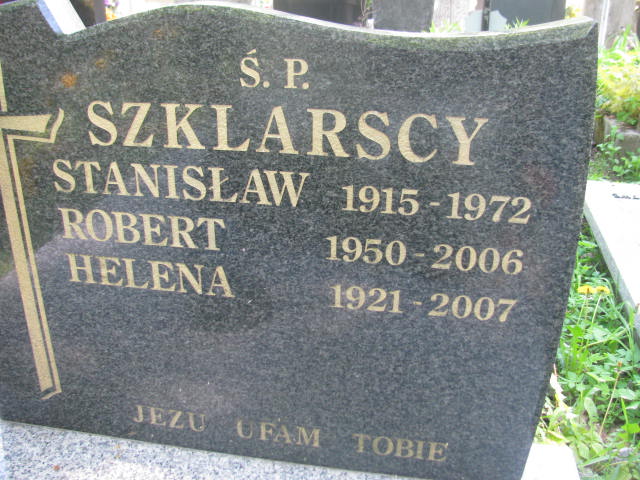 Ś. P.
SZKLARSCY
STANISŁAW 1915 - 1972
ROBERT 1950 - 2006
HELENA 1921 - 2007
JEZU UFAM TOBIE